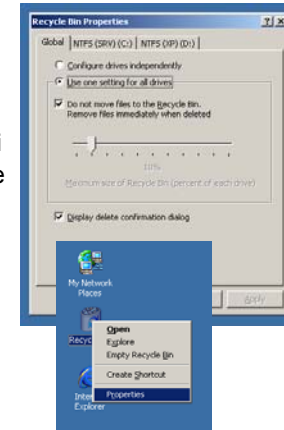 Recycle Bin Properties
Global
NTFS (SRV) (C:)
NTFS (XP) (D:)
Configure drives independently
Use one setting for all drives
Do not move files to the Recycle Bin.
Remove files immediately when deleted
10%
Maximum size of Recycle Bin (percent of each drive)
Display delete confirmation dialog
Apply
My Network
Places
Open
Explore
Empty Recycle Bin
Create Shortcut
Properties
Explorer